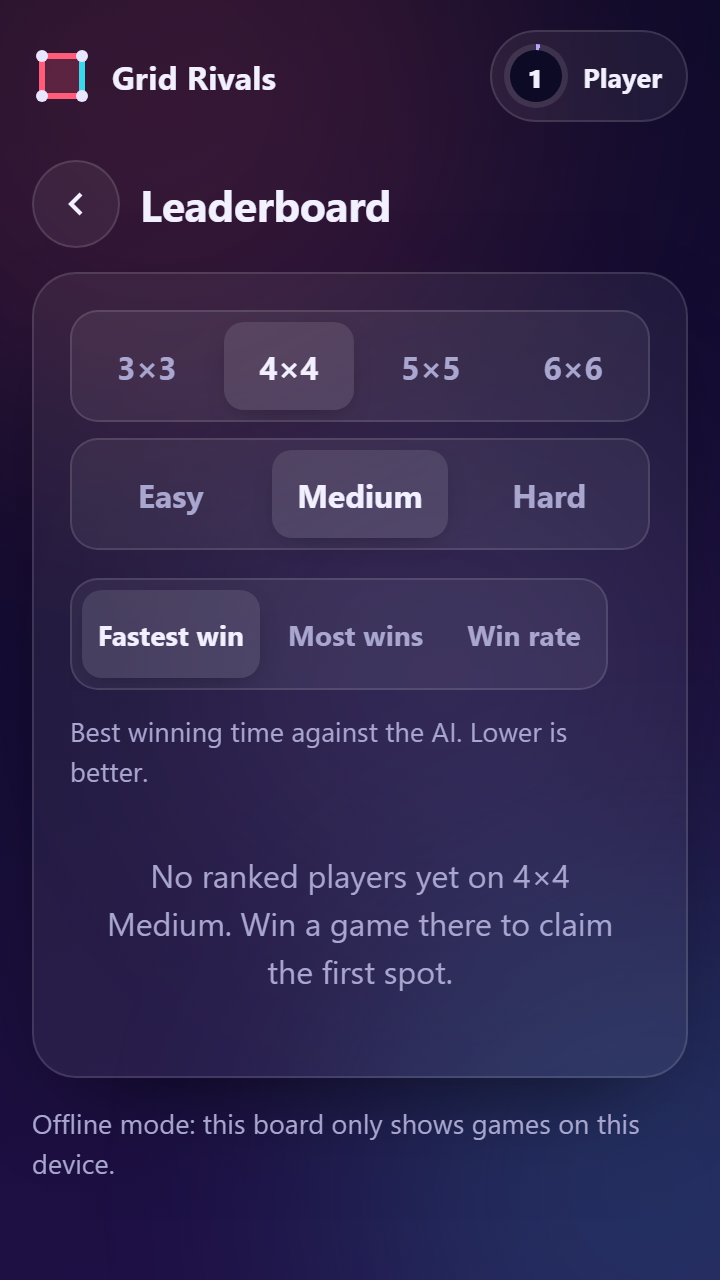 Grid Rivals
1 Player
Leaderboard
3×3 4×4 5×5 6×6
Easy Medium Hard
Fastest win Most wins Win rate
Best winning time against the AI. Lower is
better.
No ranked players yet on 4×4
Medium. Win a game there to claim
the first spot.
Offline mode: this board only shows games on this
device.